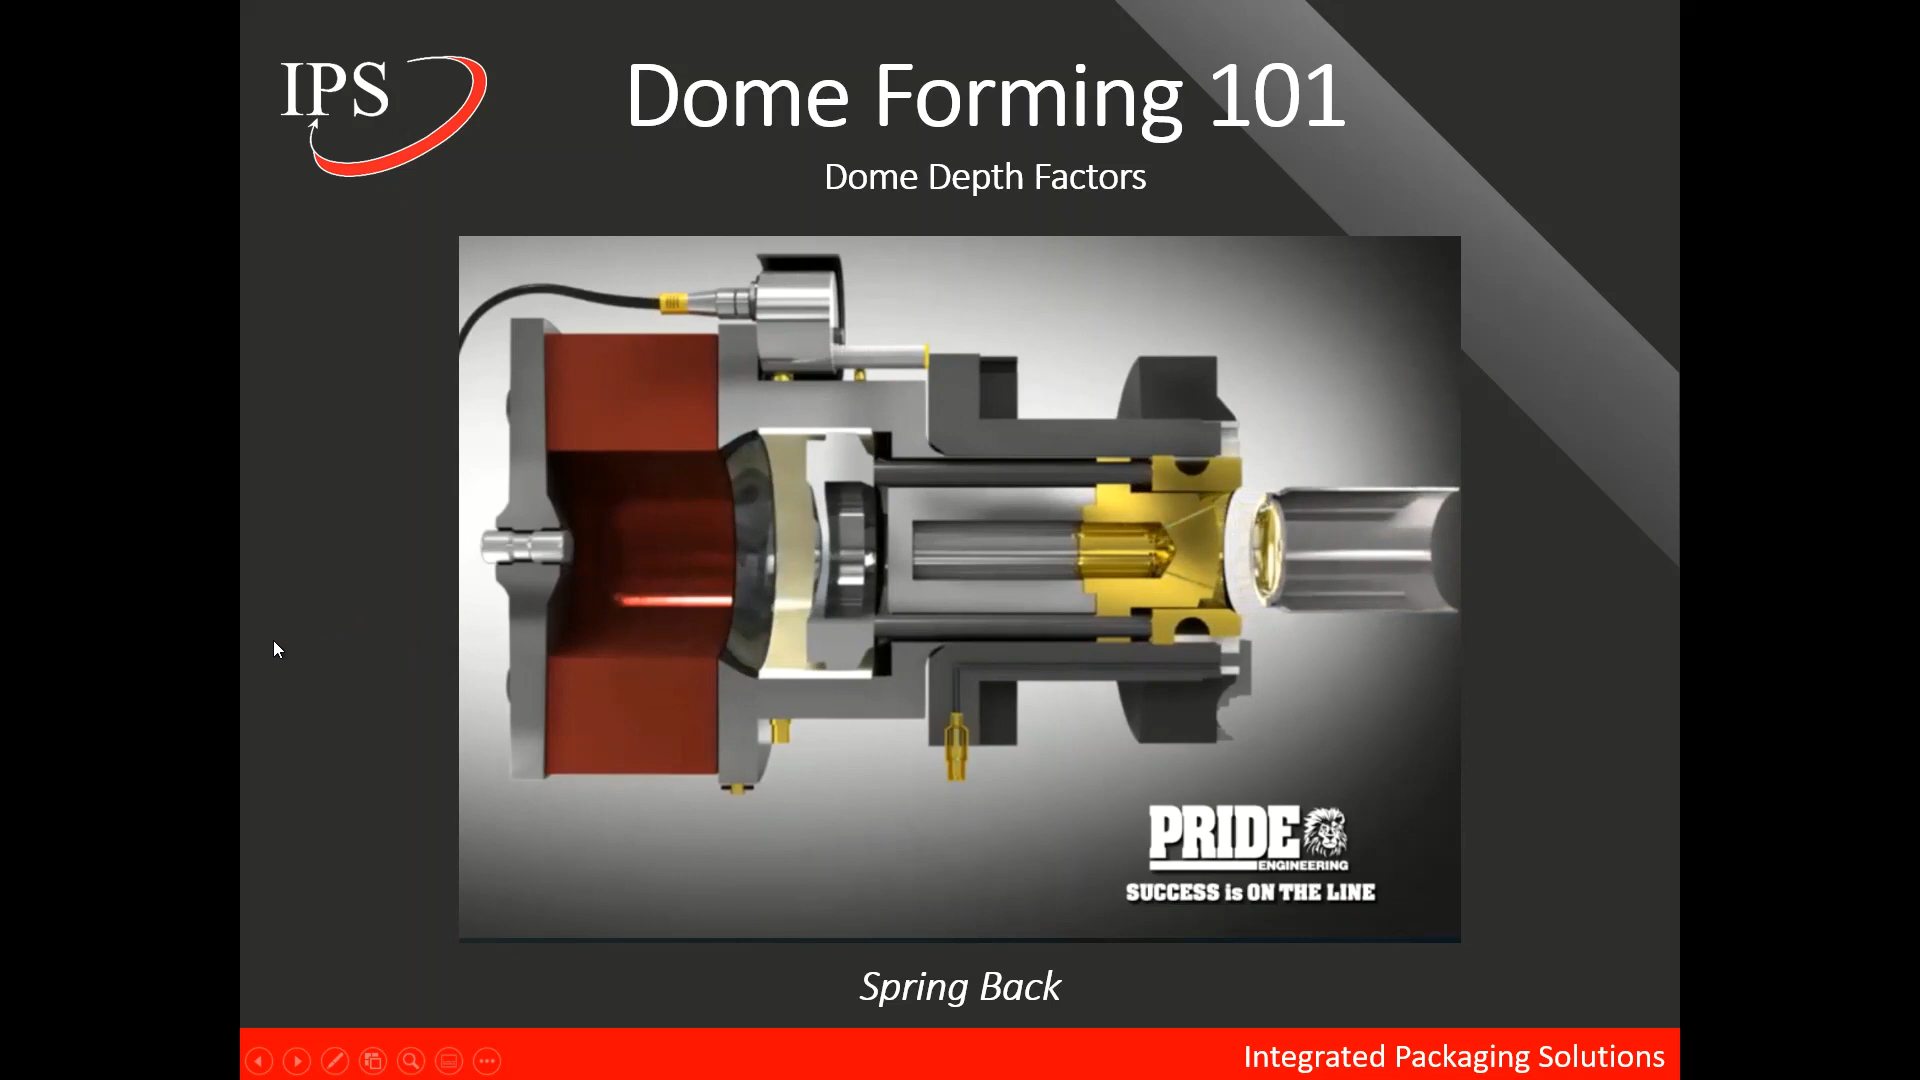 IPS
Dome Forming 101
Dome Depth Factors
PRIDE
ENGINEERING
SUCCESS is ON THE LINE
Spring Back
Integrated Packaging Solutions